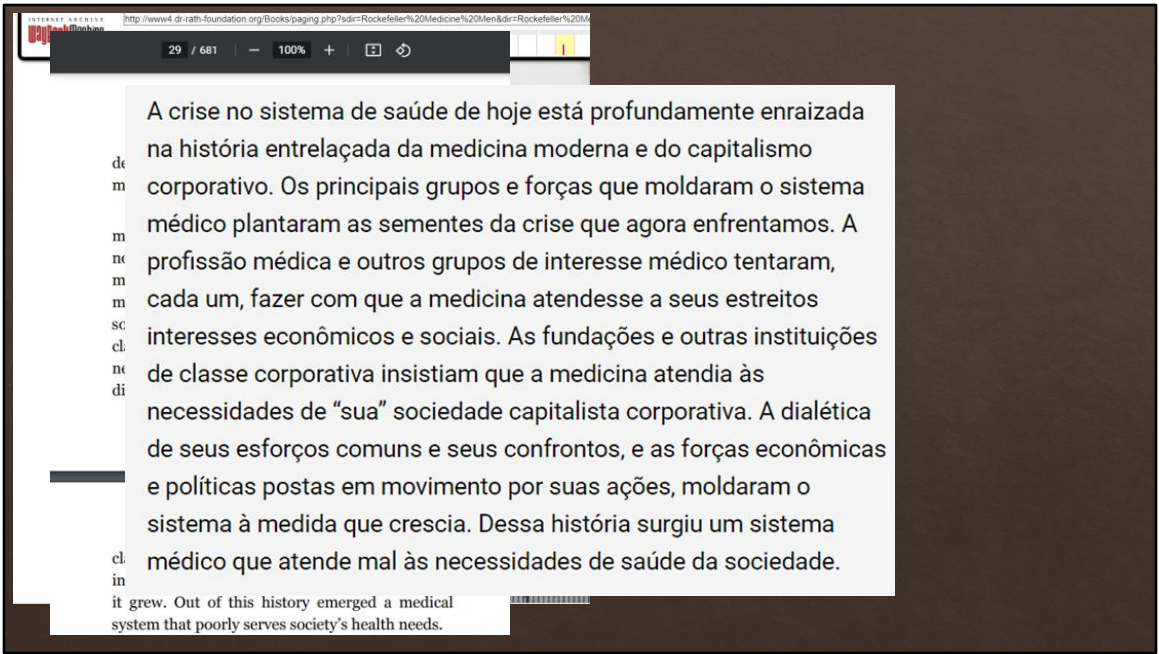 INTERNET ARCHIVE
http://www4.dr-rath-foundation.org/Books/paging.php?sdir=Rockefeller%20Medicine%20Men&dir=Rockefeller%20M
29 / 681 — 100% +
A crise no sistema de saúde de hoje está profundamente enraizada
na história entrelaçada da medicina moderna e do capitalismo
corporativo. Os principais grupos e forças que moldaram o sistema
médico plantaram as sementes da crise que agora enfrentamos. A
profissão médica e outros grupos de interesse médico tentaram,
cada um, fazer com que a medicina atendesse a seus estreitos
interesses econômicos e sociais. As fundações e outras instituições
de classe corporativa insistiam que a medicina atendia às
necessidades de “sua” sociedade capitalista corporativa. A dialética
de seus esforços comuns e seus confrontos, e as forças econômicas
e políticas postas em movimento por suas ações, moldaram o
sistema à medida que crescia. Dessa história surgiu um sistema
médico que atende mal às necessidades de saúde da sociedade.
it grew. Out of this history emerged a medical
system that poorly serves society’s health needs.